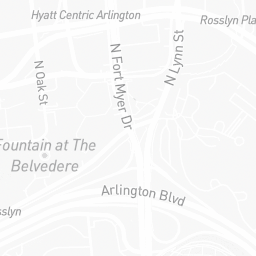 Hyatt Centric Arlington
Rosslyn Pla
N Oak St
N Fort Myer Dr
N Lynn St
Fountain at The
Belvedere
Arlington Blvd
sslyn